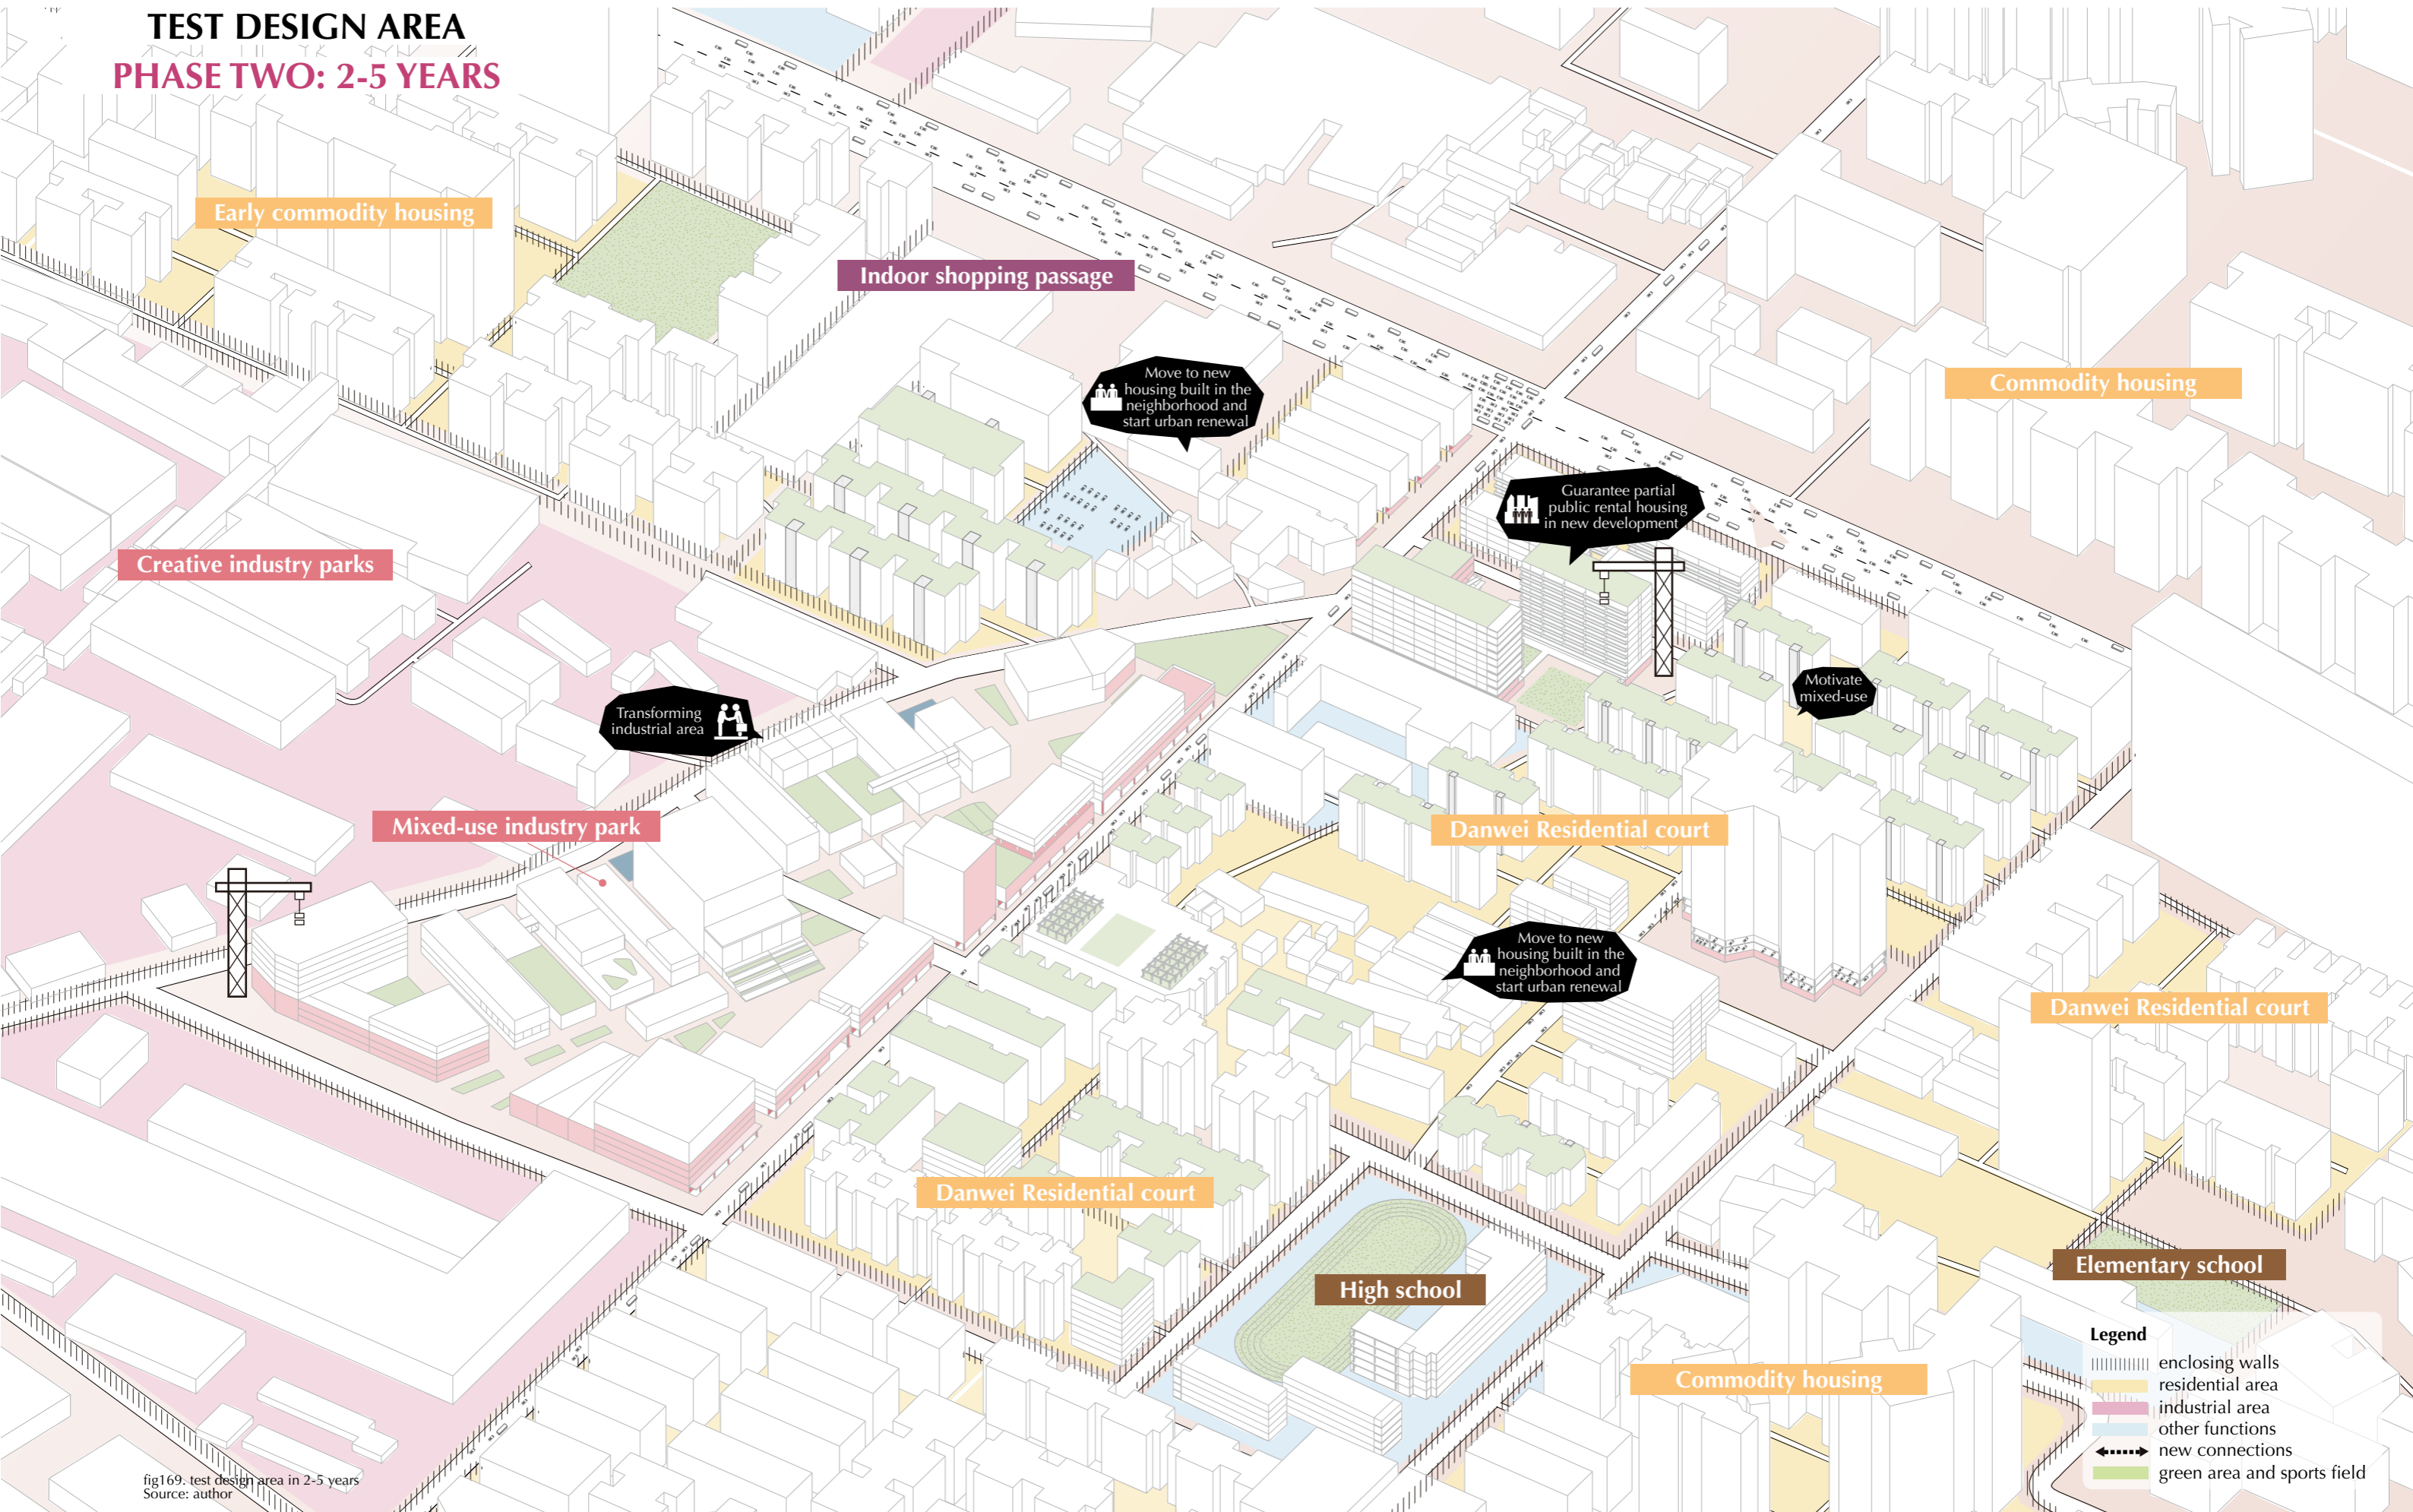 TEST DESIGN AREA
PHASE TWO: 2-5 YEARS
Early commodity housing
Indoor shopping passage
Move to new
housing built in the
neighborhood and
start urban renewal
Commodity housing
Guarantee partial
public rental housing
in new development
Creative industry parks
Transforming
industrial area
Motivate
mixed-use
Mixed-use industry park
Danwei Residential court
Move to new
housing built in the
neighborhood and
start urban renewal
Danwei Residential court
Danwei Residential court
High school
Elementary school
Commodity housing
Legend
enclosing walls
residential area
industrial area
other functions
new connections
green area and sports field
fig169. test design area in 2-5 years
Source: author